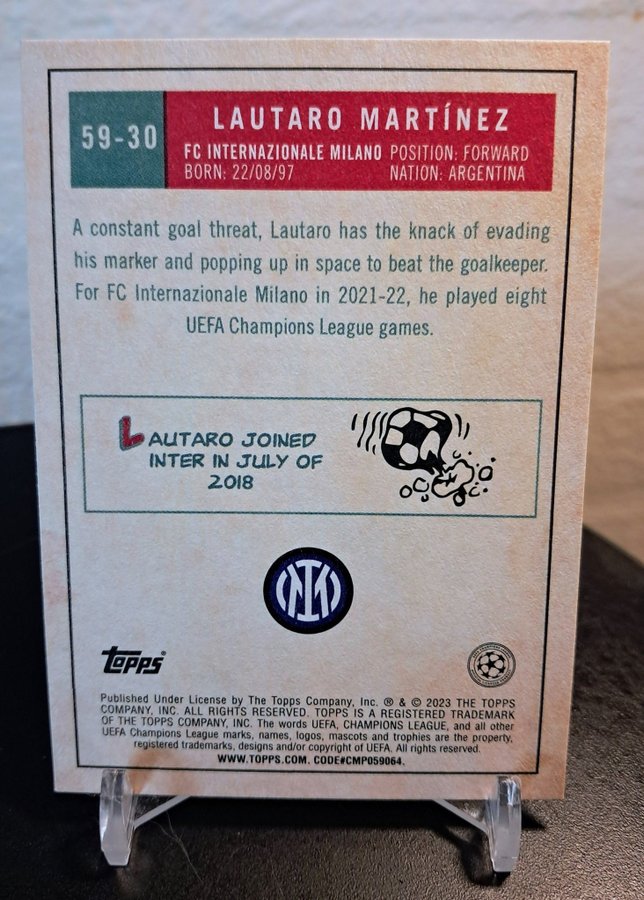 59-30
LAUTARO MARTÍNEZ
FC INTERNAZIONALE MILANO POSITION: FORWARD
BORN: 22/08/97 NATION: ARGENTINA
A constant goal threat, Lautaro has the knack of evading
his marker and popping up in space to beat the goalkeeper.
For FC Internazionale Milano in 2021-22, he played eight
UEFA Champions League games.
LAUTARO JOINED
INTER IN JULY OF
2018
topps®
Published Under License by The Topps Company, Inc. ® & © 2023 THE TOPPS
COMPANY, INC. ALL RIGHTS RESERVED. TOPPS IS A REGISTERED TRADEMARK
OF THE TOPPS COMPANY, INC. The words UEFA, CHAMPIONS LEAGUE, and all other
UEFA Champions League marks, names, logos, mascots and trophies are the property,
registered trademarks, designs and/or copyright of UEFA. All rights reserved.
WWW.TOPPS.COM. CODE#CMP059064.